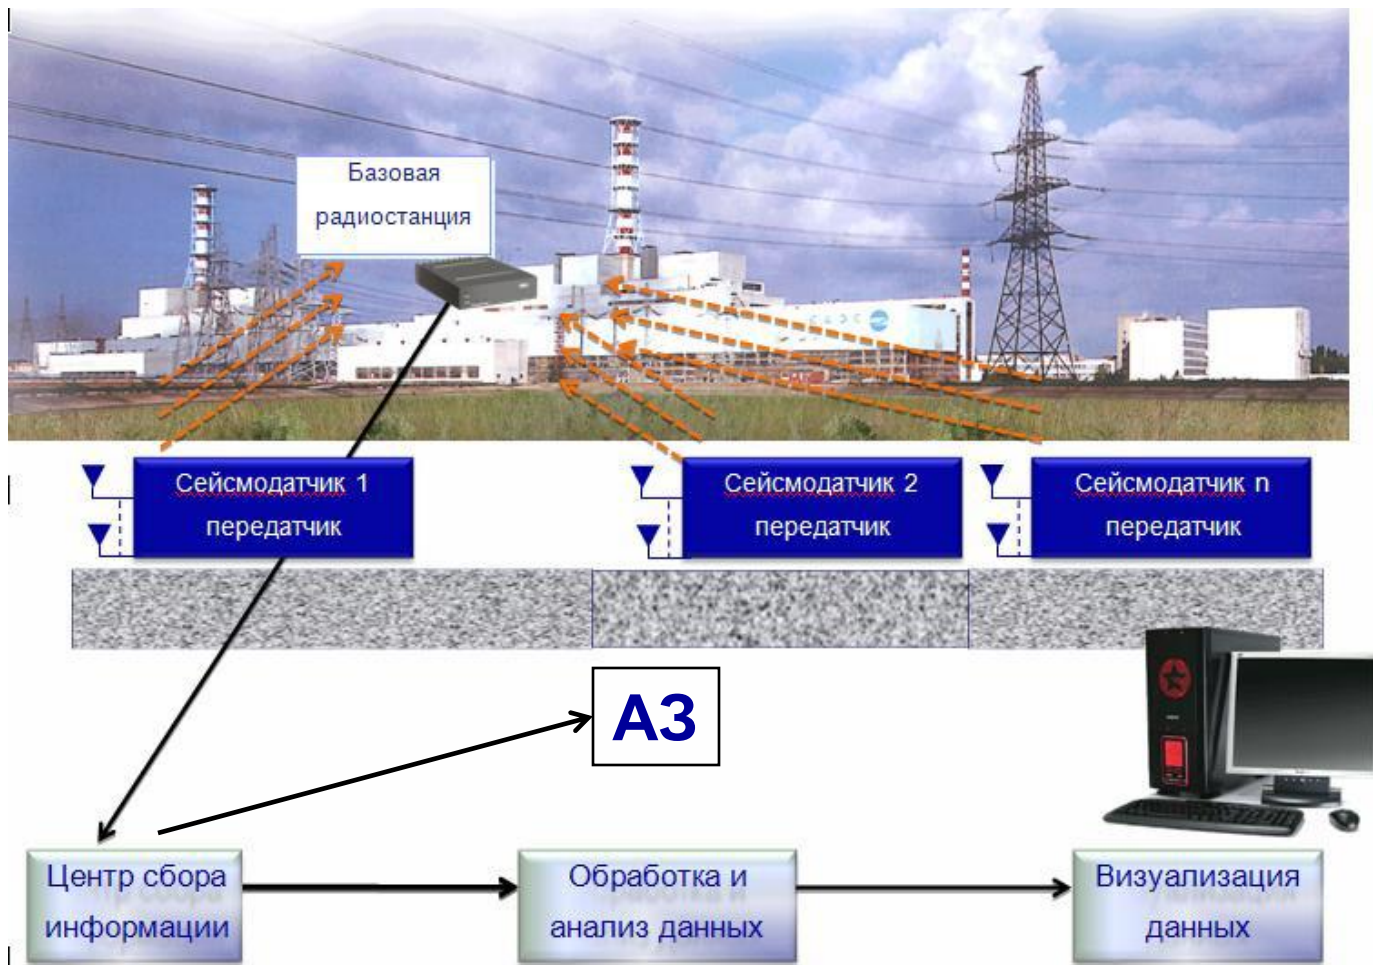 Базовая
радиостанция
Сейсмодатчик 1
передатчик
Сейсмодатчик 2
передатчик
Сейсмодатчик n
передатчик
АЗ
Центр сбора
информации
Обработка и
анализ данных
Визуализация
данных